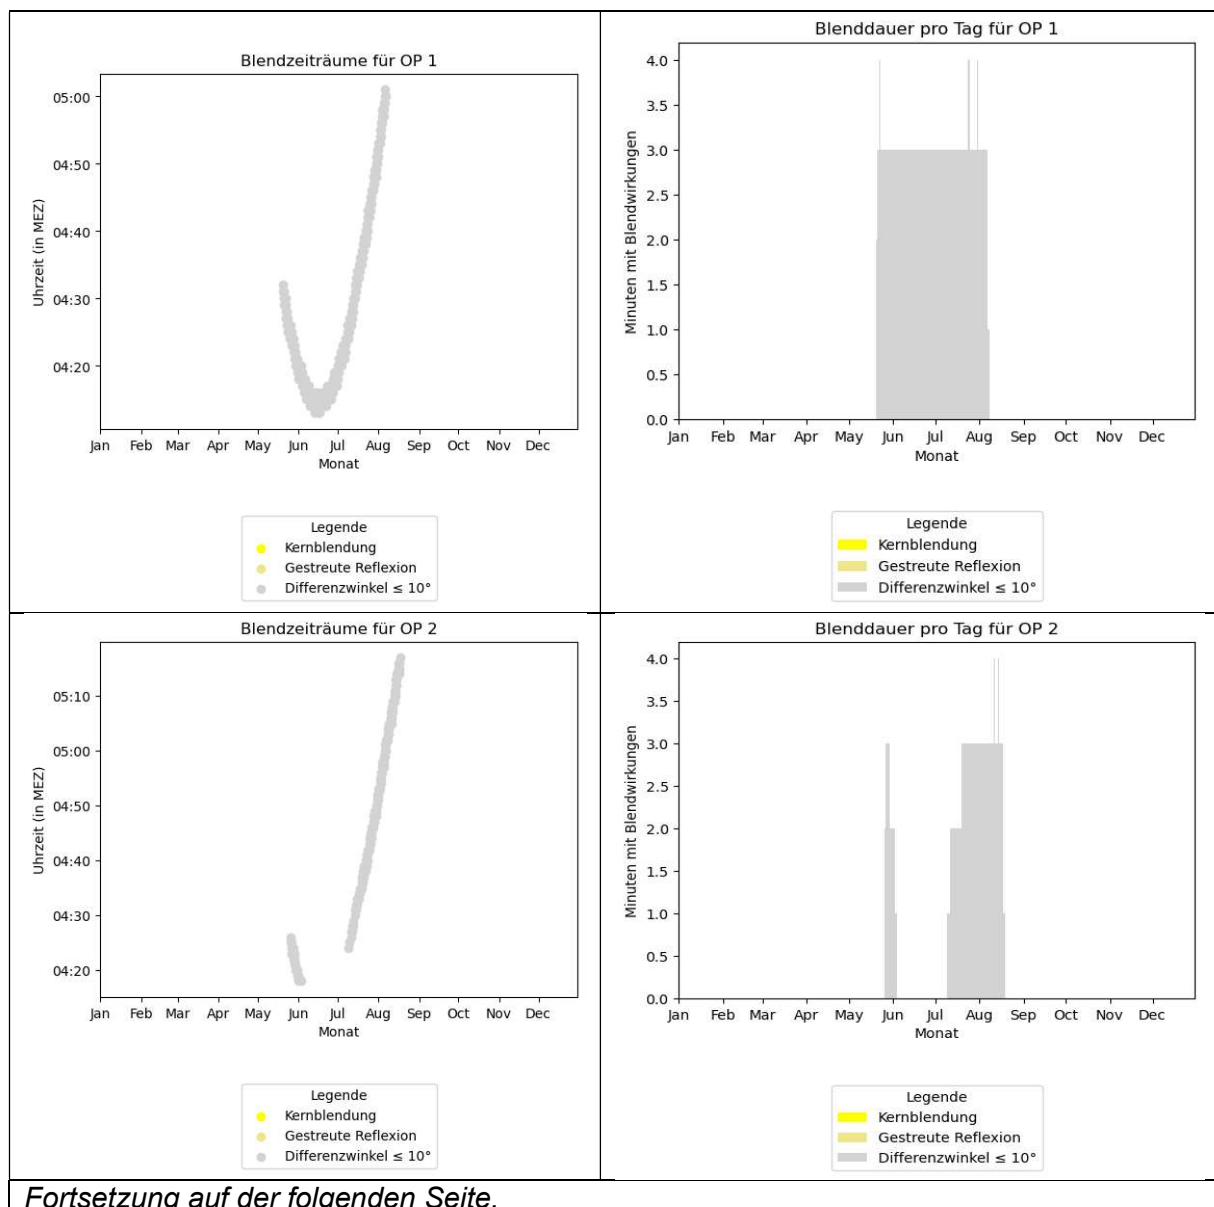 Blendzeiträume für OP 1
05:00
04:50
04:40
04:30
04:20
Uhrzeit (in MEZ)
Jan Feb Mar Apr May Jun Jul Aug Sep Oct Nov Dec
Monat
Legende
Kernblendung
Gestreute Reflexion
Differenzwinkel ≤ 10°
Blenddauer pro Tag für OP 1
4.0
3.5
3.0
2.5
2.0
1.5
1.0
0.5
0.0
Minuten mit Blendwirkungen
Jan Feb Mar Apr May Jun Jul Aug Sep Oct Nov Dec
Monat
Legende
Kernblendung
Gestreute Reflexion
Differenzwinkel ≤ 10°
Blendzeiträume für OP 2
05:10
05:00
04:50
04:40
04:30
04:20
Uhrzeit (in MEZ)
Jan Feb Mar Apr May Jun Jul Aug Sep Oct Nov Dec
Monat
Legende
Kernblendung
Gestreute Reflexion
Differenzwinkel ≤ 10°
Blenddauer pro Tag für OP 2
4.0
3.5
3.0
2.5
2.0
1.5
1.0
0.5
0.0
Minuten mit Blendwirkungen
Jan Feb Mar Apr May Jun Jul Aug Sep Oct Nov Dec
Monat
Legende
Kernblendung
Gestreute Reflexion
Differenzwinkel ≤ 10°
Fortsetzung auf der folgenden Seite.